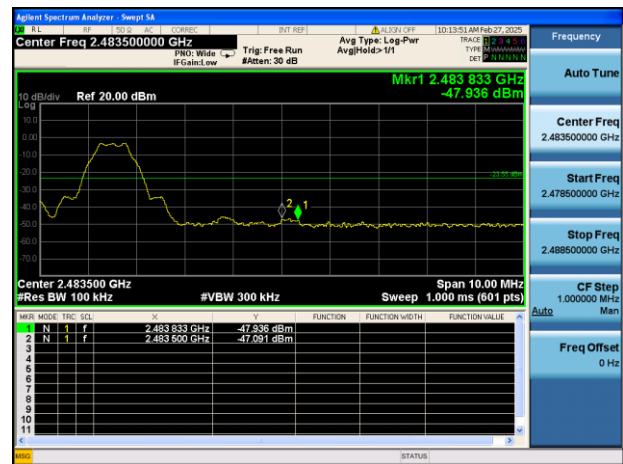 Agilent Spectrum Analyzer - Swept SA
RL RF 50 Ω AC CORREC INT REF ALIGN OFF 10:13:51 AM Feb 27, 2025
Center Freq 2.483500000 GHz
PNO: Wide
IFGain:Low
Trig: Free Run
#Atten: 30 dB
Avg Type: Log-Pwr
Avg|Hold>1/1
TRACE 1 2 3 4 5 6
TYPE
DET P N N N N N
Mkr1 2.483 833 GHz
-47.936 dBm
10 dB/div Ref 20.00 dBm
Log
10.0
0.00
-10.0
-20.0
-23.55 dBm
-30.0
-40.0
-50.0
-60.0
-70.0
2 1
Center 2.483500 GHz Span 10.00 MHz
#Res BW 100 kHz #VBW 300 kHz Sweep 1.000 ms (601 pts)
MKR MODE TRC SCL X Y FUNCTION FUNCTION WIDTH FUNCTION VALUE
1 N 1 f 2.483 833 GHz -47.936 dBm
2 N 1 f 2.483 500 GHz -47.091 dBm
3
4
5
6
7
8
9
10
11
MSG STATUS
Frequency
Auto Tune
Center Freq
2.483500000 GHz
Start Freq
2.478500000 GHz
Stop Freq
2.488500000 GHz
CF Step
1.000000 MHz
Auto Man
Freq Offset
0 Hz